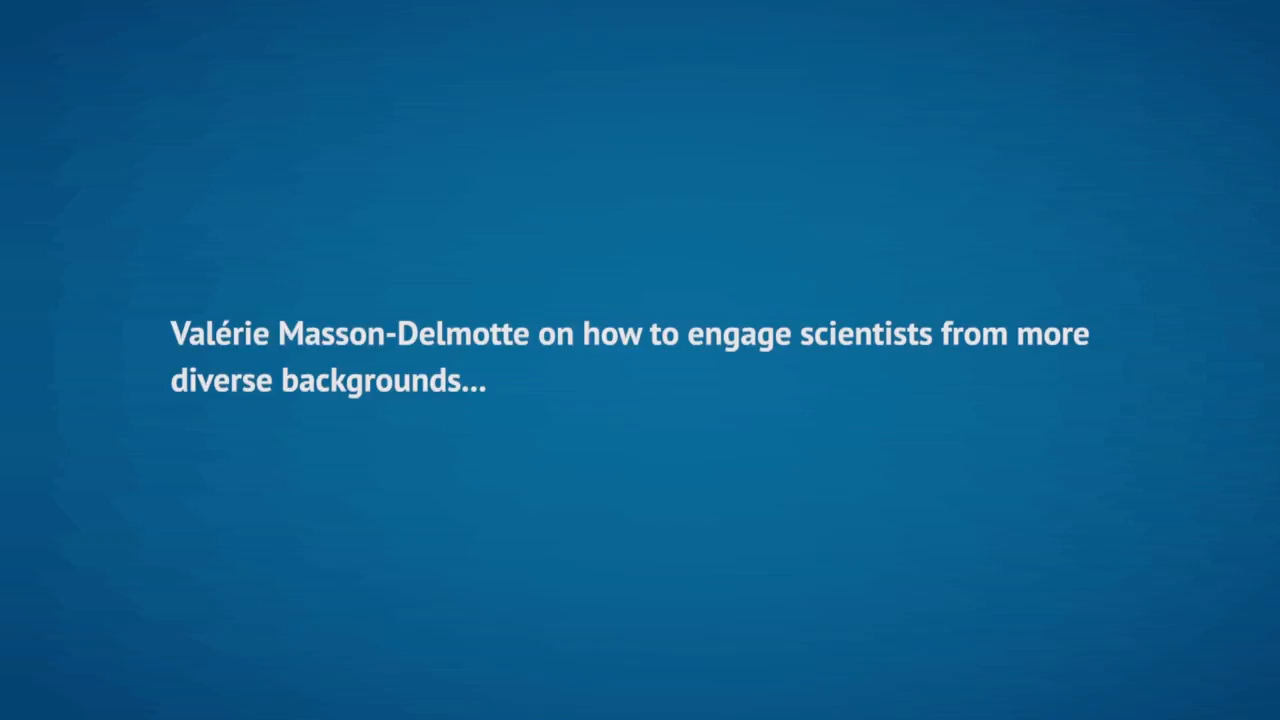 Valérie Masson-Delmotte on how to engage scientists from more
diverse backgrounds...